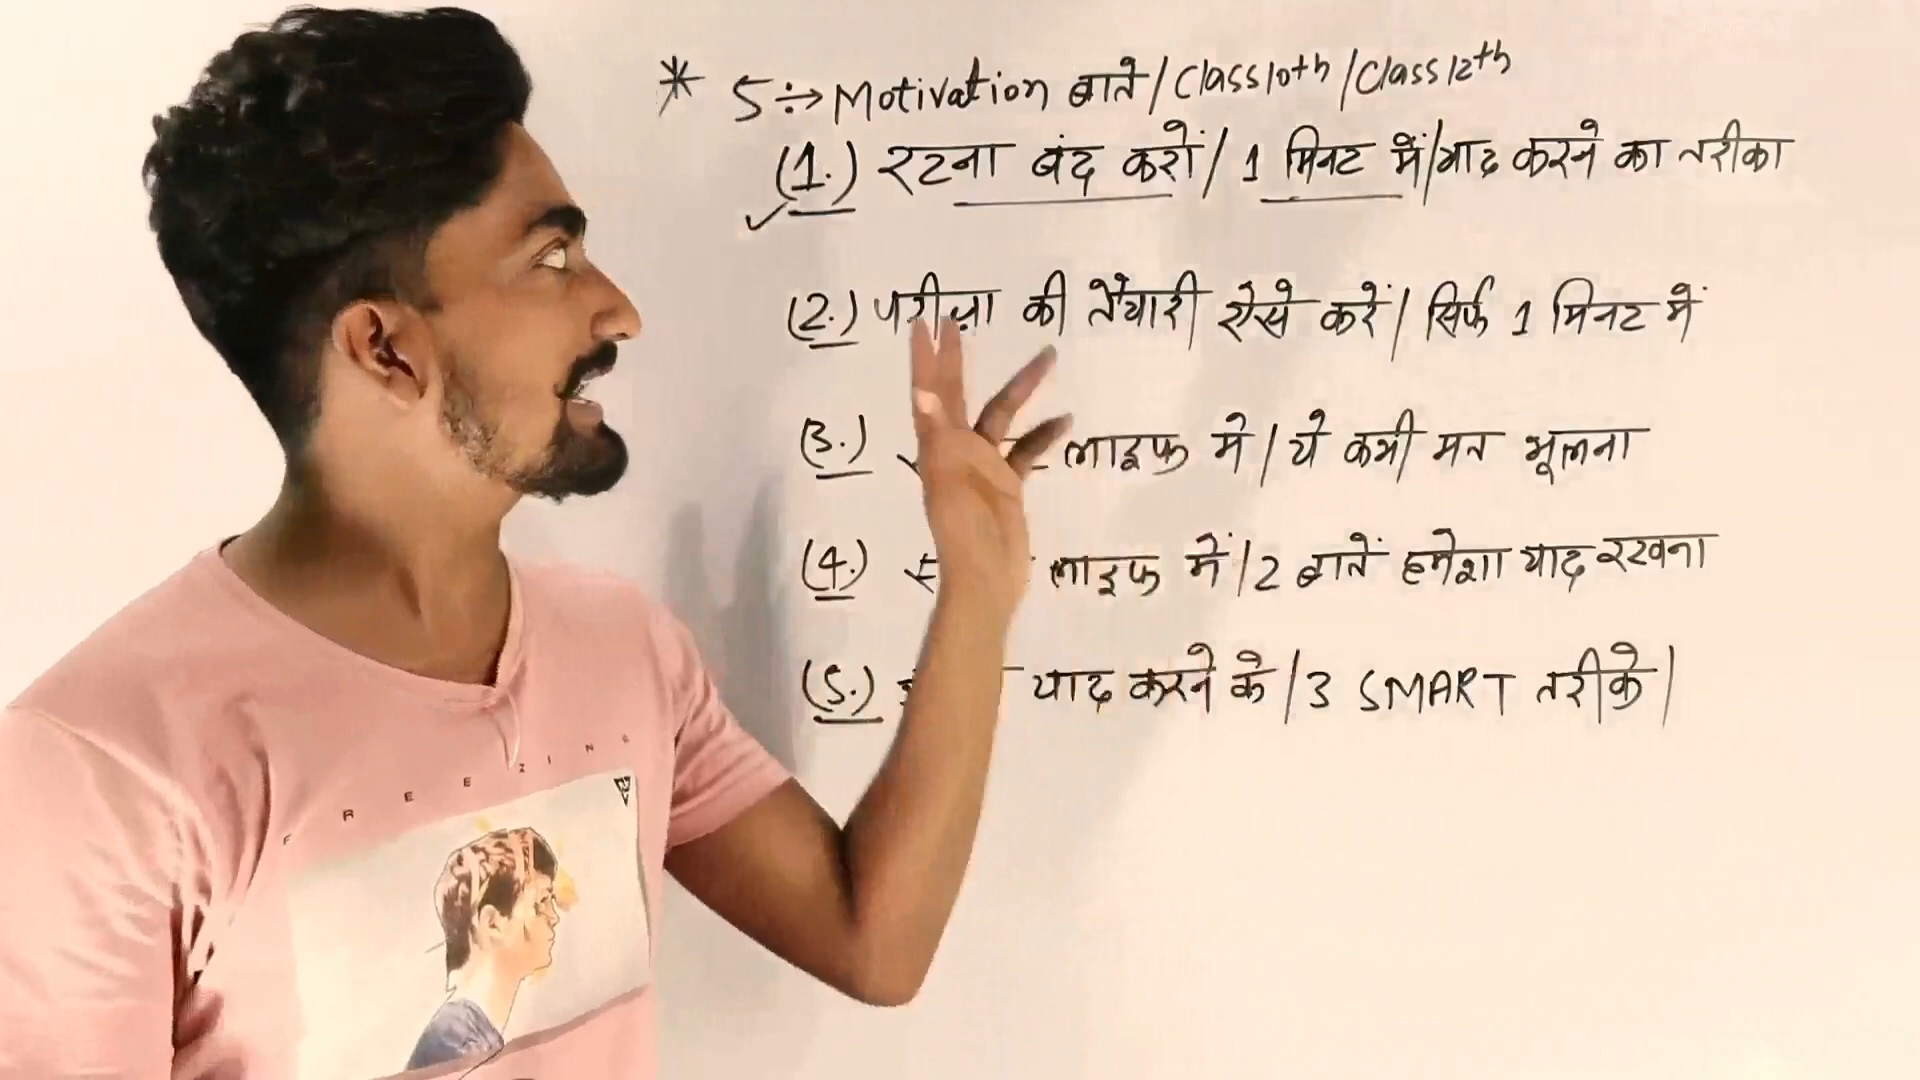 * 5 ÷→ Motivation बाते / Class 10th / Class 12th
(1.) रटना बंद करों / 1 मिनट में / याद करने का तरीका
(2.) परीक्षा की तैयारी ऐसे करें / सिर्फ 1 मिनट में
(3.) लाइफ मे / ये कभी मत भूलना
(4.) लाइफ में / 2 बातें हमेशा याद रखना
(5.) याद करने के / 3 SMART तरीके |
F R E E Z I N G